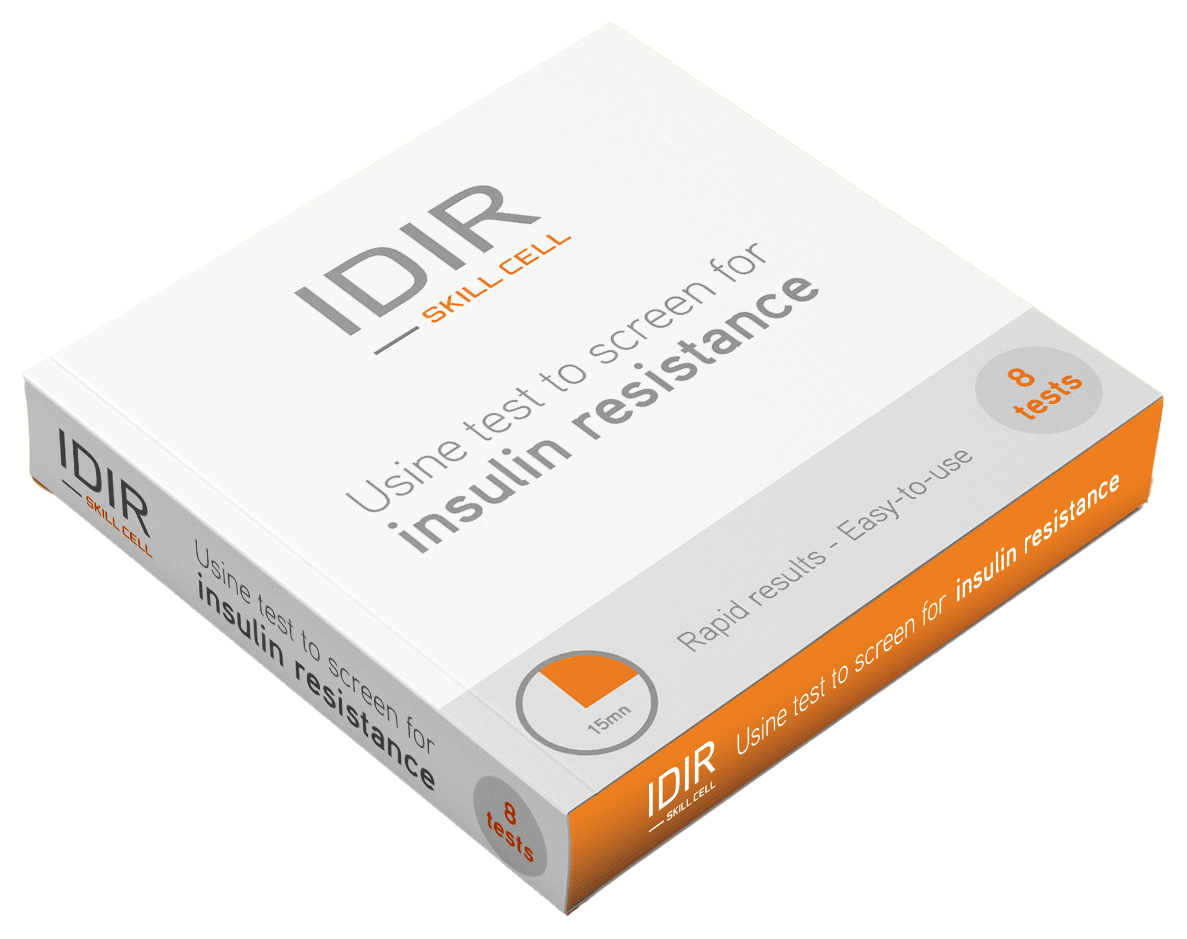 IDIR
SKILL CELL
Usine test to screen for
insulin resistance
8
tests
Rapid results - Easy-to-use
15mn
IDIR
SKILL CELL
Usine test to screen for
insulin resistance
8
tests
IDIR
SKILL CELL
Usine test to screen for insulin resistance